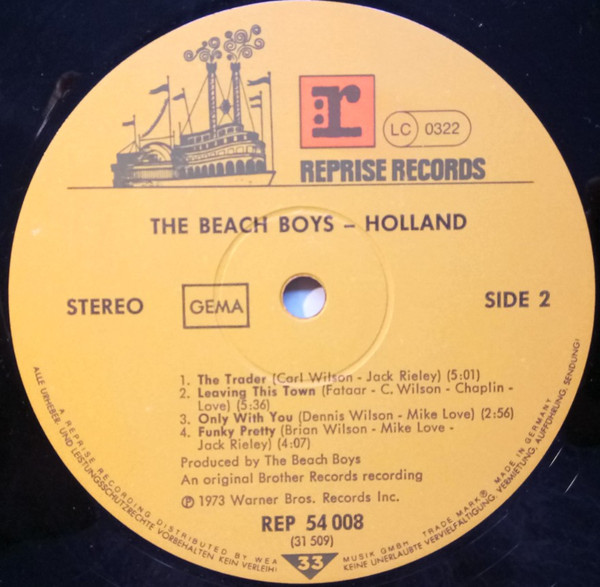 r
LC 0322
REPRISE RECORDS
THE BEACH BOYS – HOLLAND
STEREO
GEMA
SIDE 2
1. The Trader (Carl Wilson - Jack Rieley) (5:01)
2. Leaving This Town (Fataar - C. Wilson - Chaplin -
Love) (5:36)
3. Only With You (Dennis Wilson - Mike Love) (2:56)
4. Funky Pretty (Brian Wilson - Mike Love -
Jack Rieley) (4:07)
Produced by The Beach Boys
An original Brother Records recording
Ⓟ 1973 Warner Bros. Records Inc.
REP 54 008
(31 509)
33
A REPRISE RECORDING DISTRIBUTED BY WEA MUSIK GMBH TRADE MARK® MADE IN GERMANY
ALLE URHEBER- UND LEISTUNGSSCHUTZRECHTE VORBEHALTEN KEIN VERLEIH! KEINE UNERLAUBTE VERVIELFÄLTIGUNG, VERMIETUNG, AUFFÜHRUNG, SENDUNG!